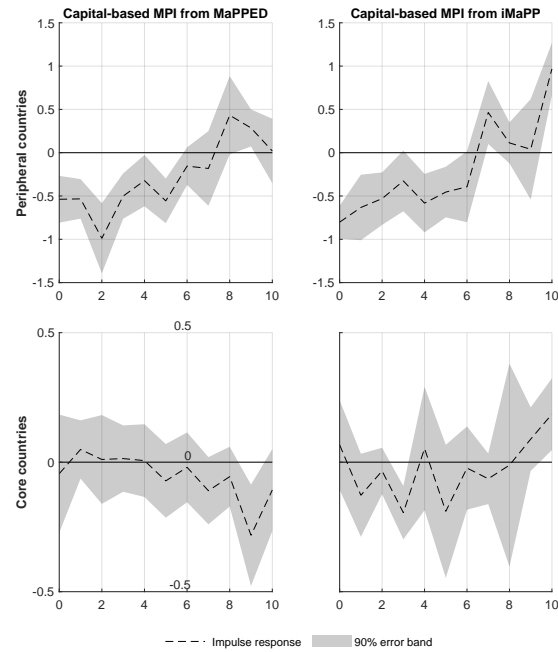 Capital-based MPI from MaPPED
Capital-based MPI from iMaPP
Peripheral countries
1.5
1
0.5
0
-0.5
-1
-1.5
0 2 4 6 8 10
1.5
1
0.5
0
-0.5
-1
-1.5
0 2 4 6 8 10
Core countries
0.5
0
-0.5
0.5
0
-0.5
0 2 4 6 8 10
0 2 4 6 8 10
Impulse response
90% error band